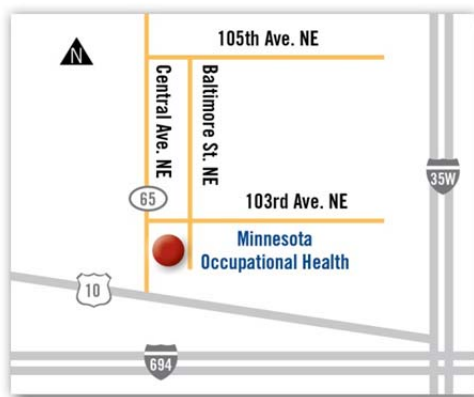 105th Ave. NE
N
Central Ave. NE
Baltimore St. NE
35W
65
103rd Ave. NE
Minnesota
Occupational Health
10
694